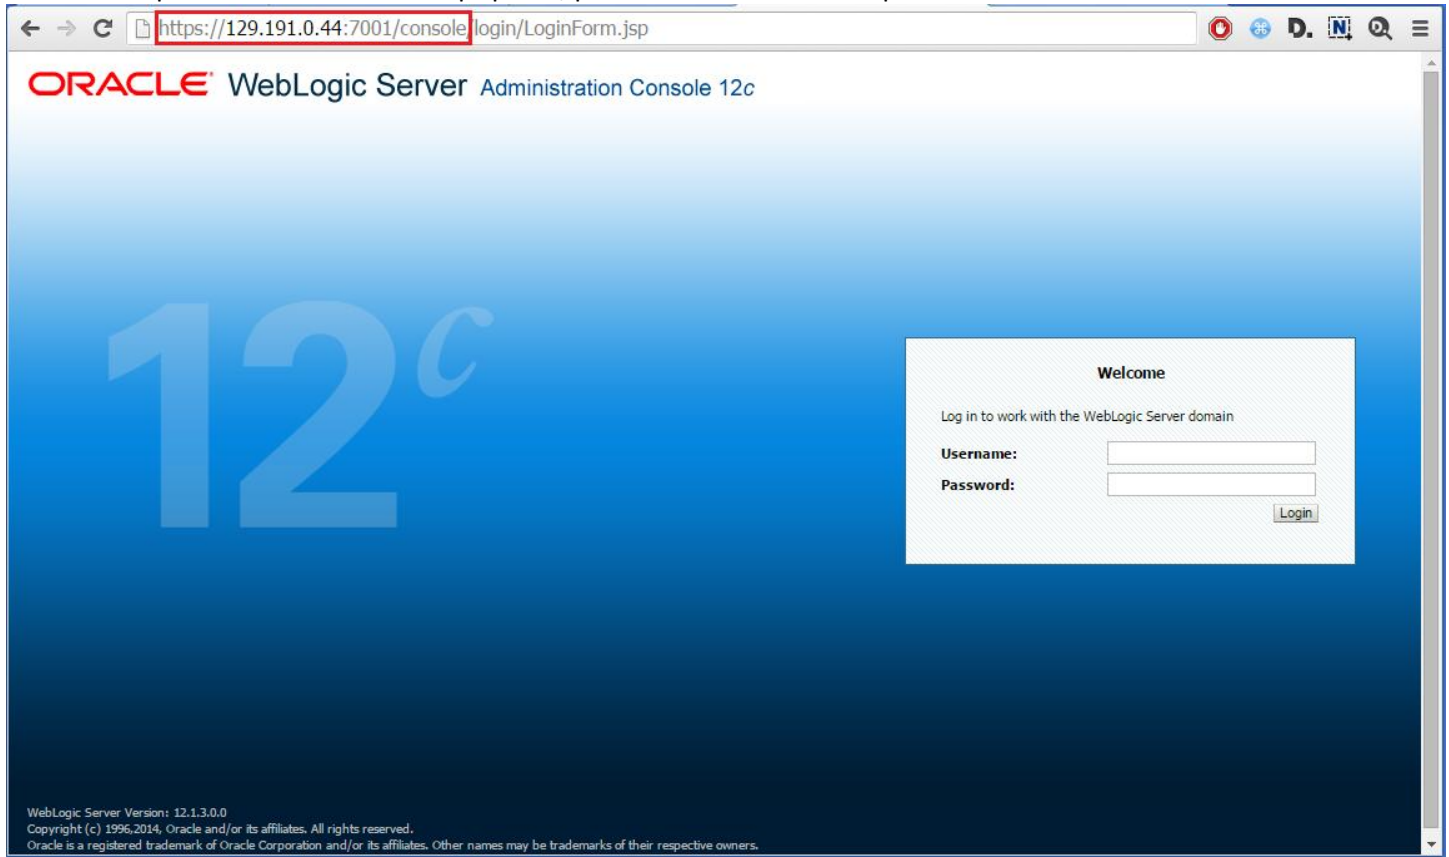 https://129.191.0.44:7001/console/login/LoginForm.jsp
D.
N
ORACLE WebLogic Server Administration Console 12c
12c
Welcome
Log in to work with the WebLogic Server domain
Username:
Password:
Login
WebLogic Server Version: 12.1.3.0.0
Copyright (c) 1996,2014, Oracle and/or its affiliates. All rights reserved.
Oracle is a registered trademark of Oracle Corporation and/or its affiliates. Other names may be trademarks of their respective owners.